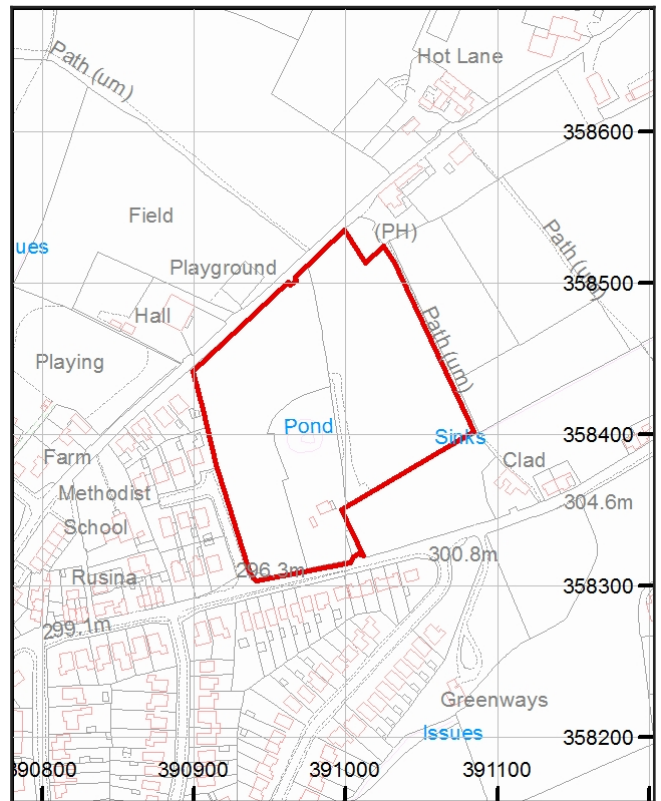 Hot Lane
Path (um)
358600
Field
(PH)
ues
Path (um)
Playground
358500
Hall
Path (um)
Playing
Pond
Sinks
358400
Farm
Clad
Methodist
304.6m
School
300.8m
Rusina
296.3m
358300
299.1m
Greenways
Issues
358200
390800
390900
391000
391100